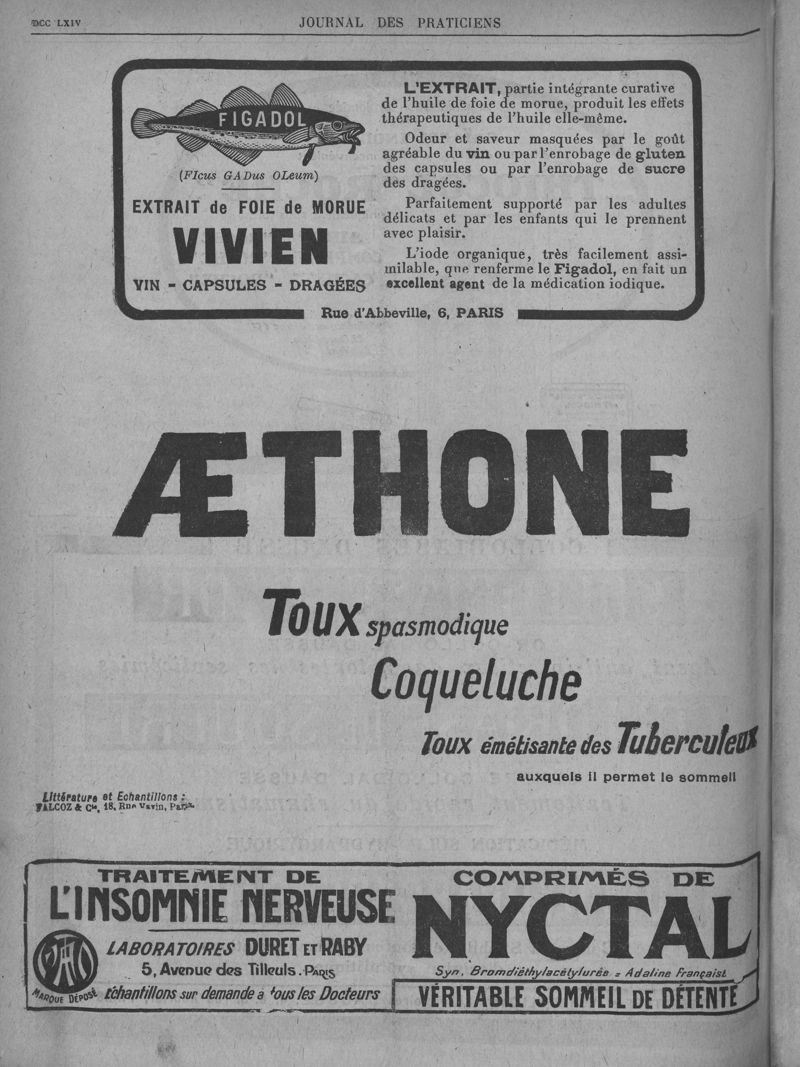 DCC LXIV
JOURNAL DES PRATICIENS
FIGADOL
(FIcus GADus OLeum)
EXTRAIT de FOIE de MORUE
VIVIEN
VIN - CAPSULES - DRAGÉES
L'EXTRAIT, partie intégrante curative
de l'huile de foie de morue, produit les effets
thérapeutiques de l'huile elle-même.
Odeur et saveur masquées par le goût
agréable du vin ou par l'enrobage de gluten
des capsules ou par l'enrobage de sucre
des dragées.
Parfaitement supporté par les adultes
délicats et par les enfants qui le prennent
avec plaisir.
L'iode organique, très facilement assi-
milable, que renferme le Figadol, en fait un
excellent agent de la médication iodique.
Rue d'Abbeville, 6, PARIS
ÆTHONE
Toux spasmodique
Coqueluche
Toux émétisante des Tuberculeux
auxquels il permet le sommeil
Littérature et Echantillons :
FALCOZ & Cie, 18, Rue Vavin, Paris.
TRAITEMENT DE
L'INSOMNIE NERVEUSE
LABORATOIRES DURET ET RABY
5, Avenue des Tilleuls. PARIS
MARQUE DÉPOSÉ
Échantillons sur demande à tous les Docteurs
COMPRIMÉS DE
NYCTAL
Syn. Bromdiéthylacétylurée = Adaline Française
VÉRITABLE SOMMEIL DE DÉTENTE